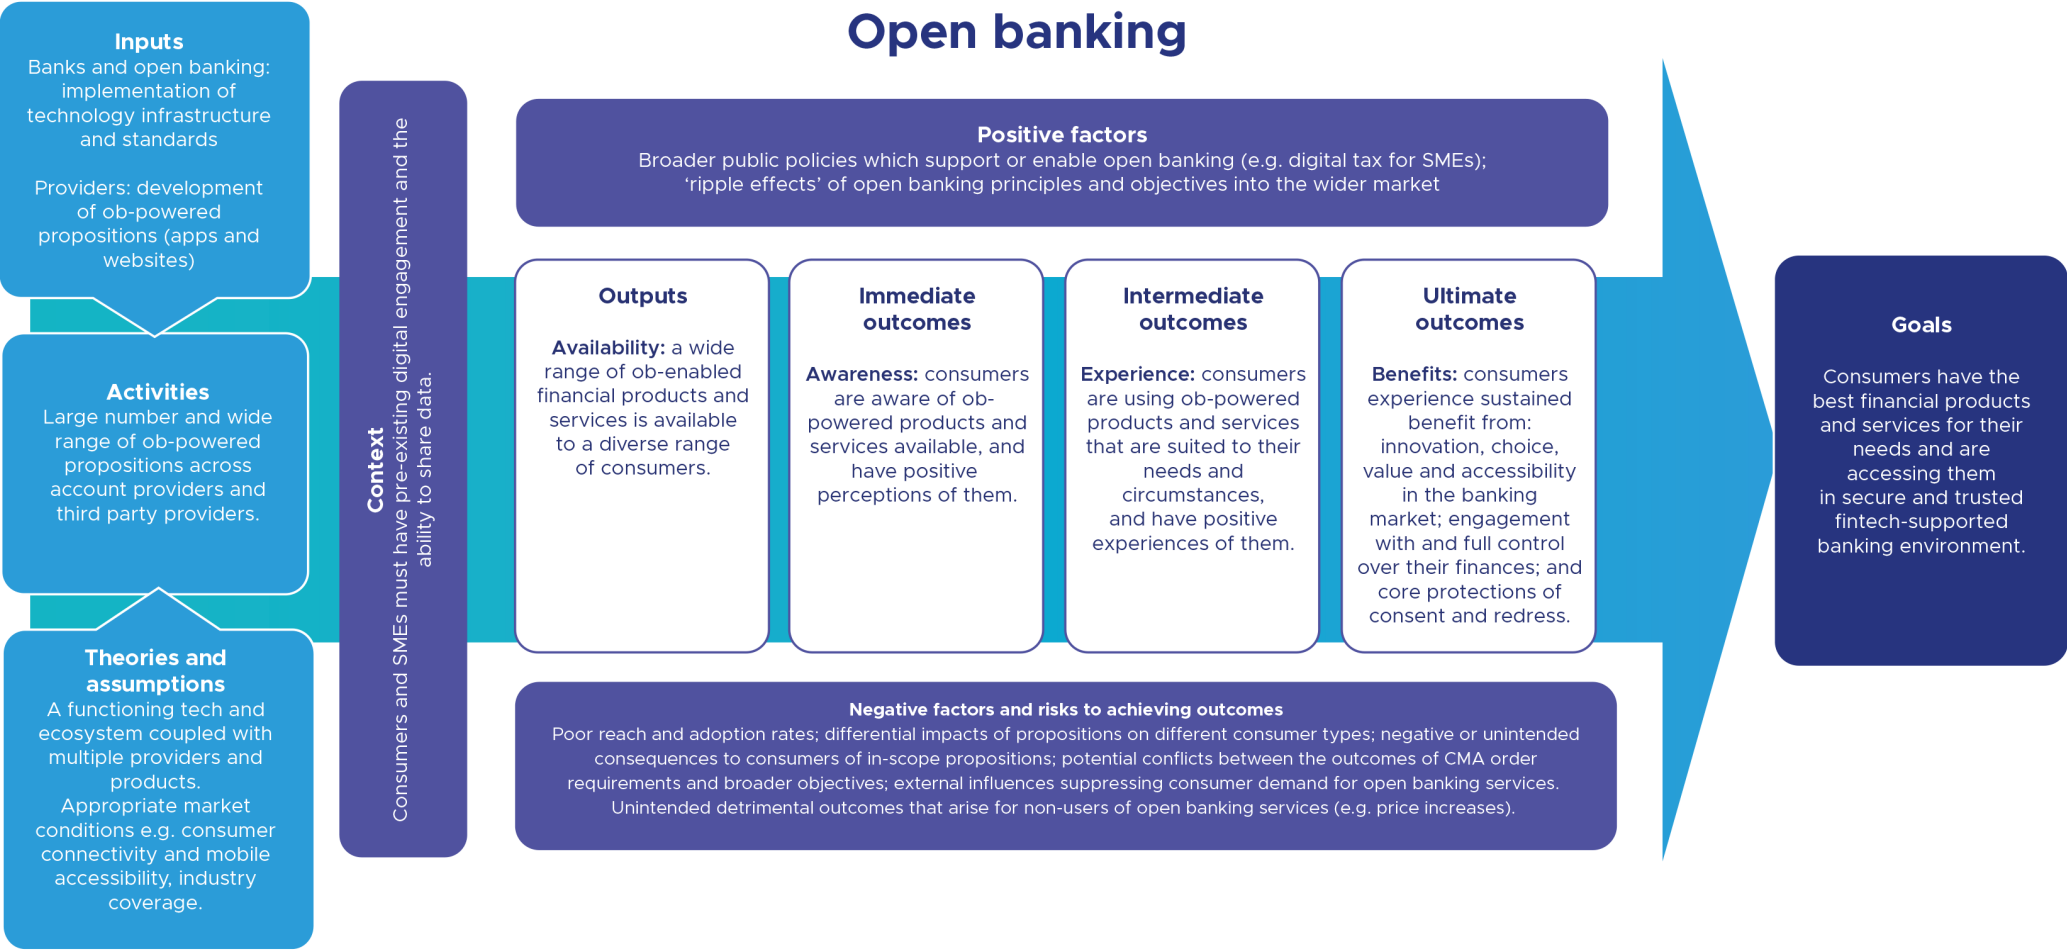 Open banking
Inputs
Banks and open banking:
implementation of
technology infrastructure
and standards
Providers: development
of ob-powered
propositions (apps and
websites)
Activities
Large number and wide
range of ob-powered
propositions across
account providers and
third party providers.
Theories and
assumptions
A functioning tech and
ecosystem coupled with
multiple providers and
products.
Appropriate market
conditions e.g. consumer
connectivity and mobile
accessibility, industry
coverage.
Context
Consumers and SMEs must have pre-existing digital engagement and the
ability to share data.
Positive factors
Broader public policies which support or enable open banking (e.g. digital tax for SMEs);
‘ripple effects’ of open banking principles and objectives into the wider market
Outputs
Availability: a wide
range of ob-enabled
financial products and
services is available
to a diverse range
of consumers.
Immediate
outcomes
Awareness: consumers
are aware of ob-
powered products and
services available, and
have positive
perceptions of them.
Intermediate
outcomes
Experience: consumers
are using ob-powered
products and services
that are suited to their
needs and
circumstances,
and have positive
experiences of them.
Ultimate
outcomes
Benefits: consumers
experience sustained
benefit from:
innovation, choice,
value and accessibility
in the banking
market; engagement
with and full control
over their finances; and
core protections of
consent and redress.
Negative factors and risks to achieving outcomes
Poor reach and adoption rates; differential impacts of propositions on different consumer types; negative or unintended
consequences to consumers of in-scope propositions; potential conflicts between the outcomes of CMA order
requirements and broader objectives; external influences suppressing consumer demand for open banking services.
Unintended detrimental outcomes that arise for non-users of open banking services (e.g. price increases).
Goals
Consumers have the
best financial products
and services for their
needs and are
accessing them
in secure and trusted
fintech-supported
banking environment.